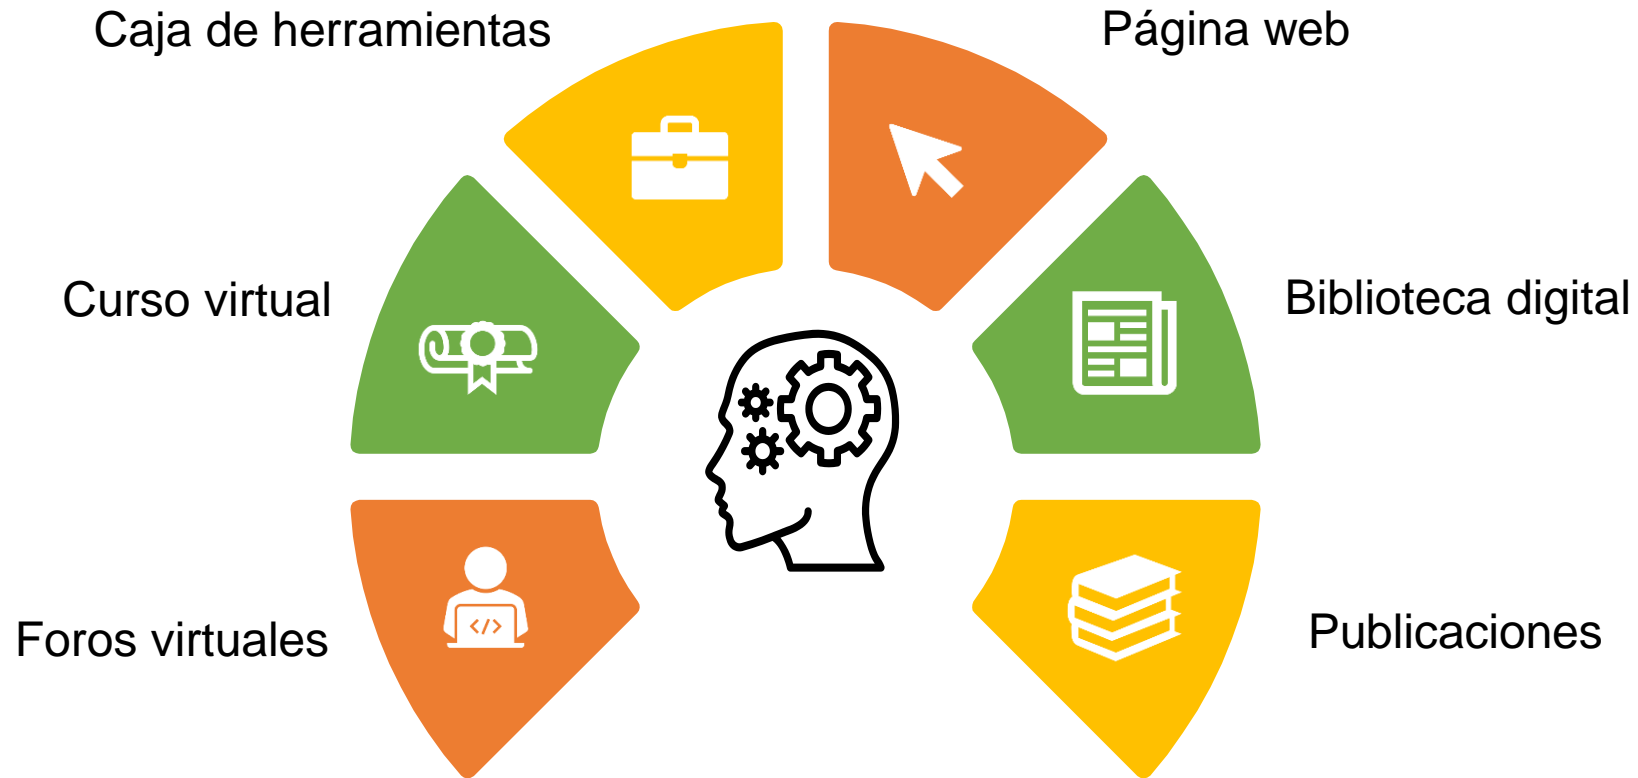 Caja de herramientas
Página web
Curso virtual
Biblioteca digital
Foros virtuales
Publicaciones